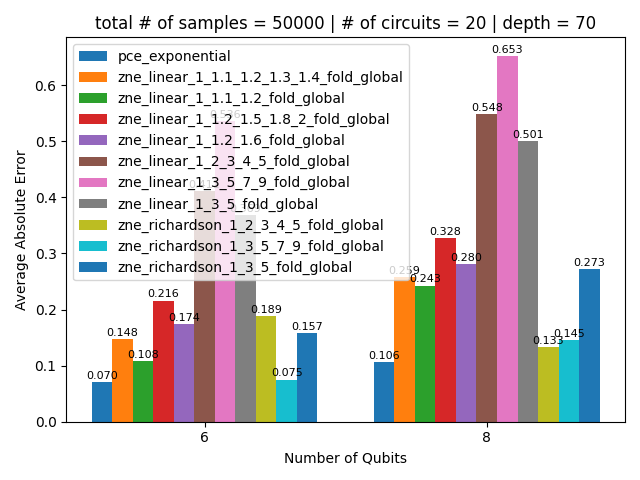 total # of samples = 50000 | # of circuits = 20 | depth = 70
pce_exponential
zne_linear_1_1.1_1.2_1.3_1.4_fold_global
zne_linear_1_1.1_1.2_fold_global
zne_linear_1_1.2_1.5_1.8_2_fold_global
zne_linear_1_1.2_1.6_fold_global
zne_linear_1_2_3_4_5_fold_global
zne_linear_1_3_5_7_9_fold_global
zne_linear_1_3_5_fold_global
zne_richardson_1_2_3_4_5_fold_global
zne_richardson_1_3_5_7_9_fold_global
zne_richardson_1_3_5_fold_global
Average Absolute Error
0.6
0.5
0.4
0.3
0.2
0.1
0.0
0.070
0.148
0.108
0.216
0.174
0.189
0.075
0.157
0.106
0.259
0.243
0.328
0.280
0.548
0.653
0.501
0.133
0.145
0.273
6
8
Number of Qubits